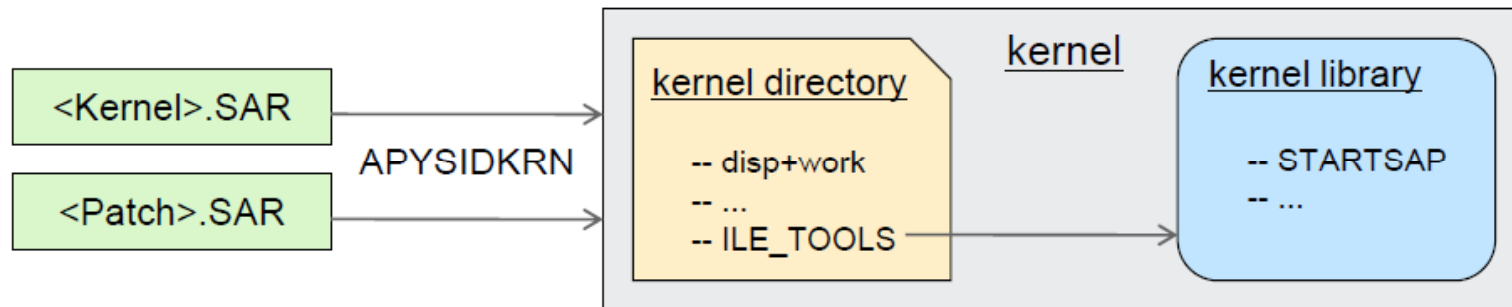 <Kernel>.SAR
<Patch>.SAR
APYSIDKRN
kernel
kernel directory
-- disp+work
-- ...
-- ILE_TOOLS
kernel library
-- STARTSAP
-- ...